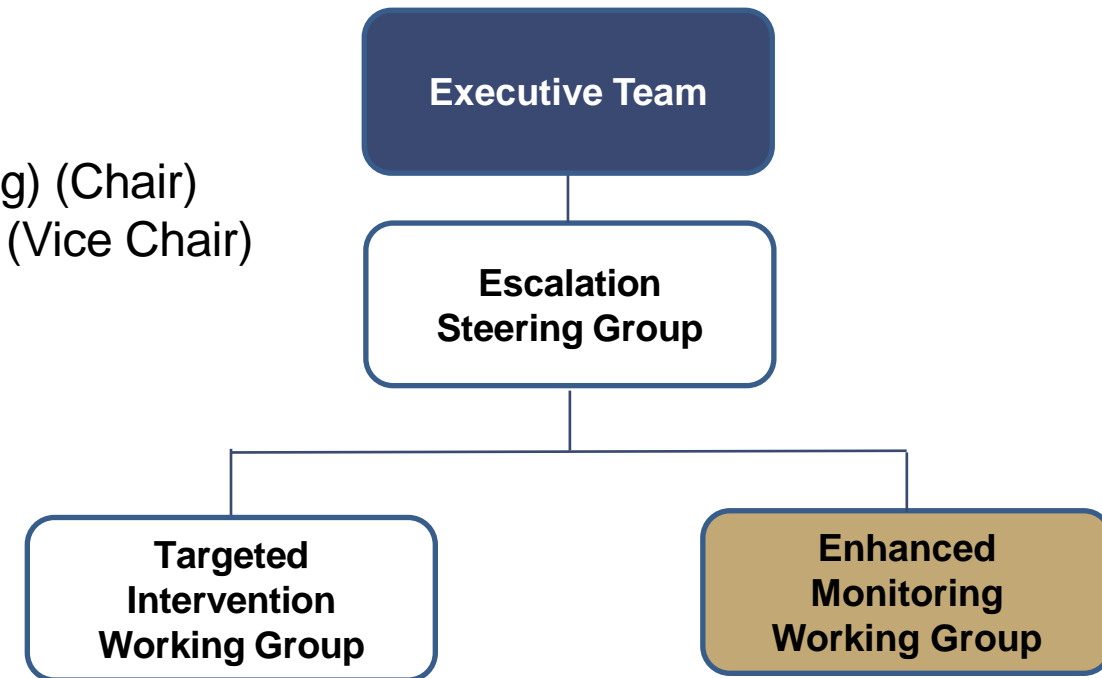 Executive Team
g) (Chair)
(Vice Chair)
Escalation
Steering Group
Targeted
Intervention
Working Group
Enhanced
Monitoring
Working Group